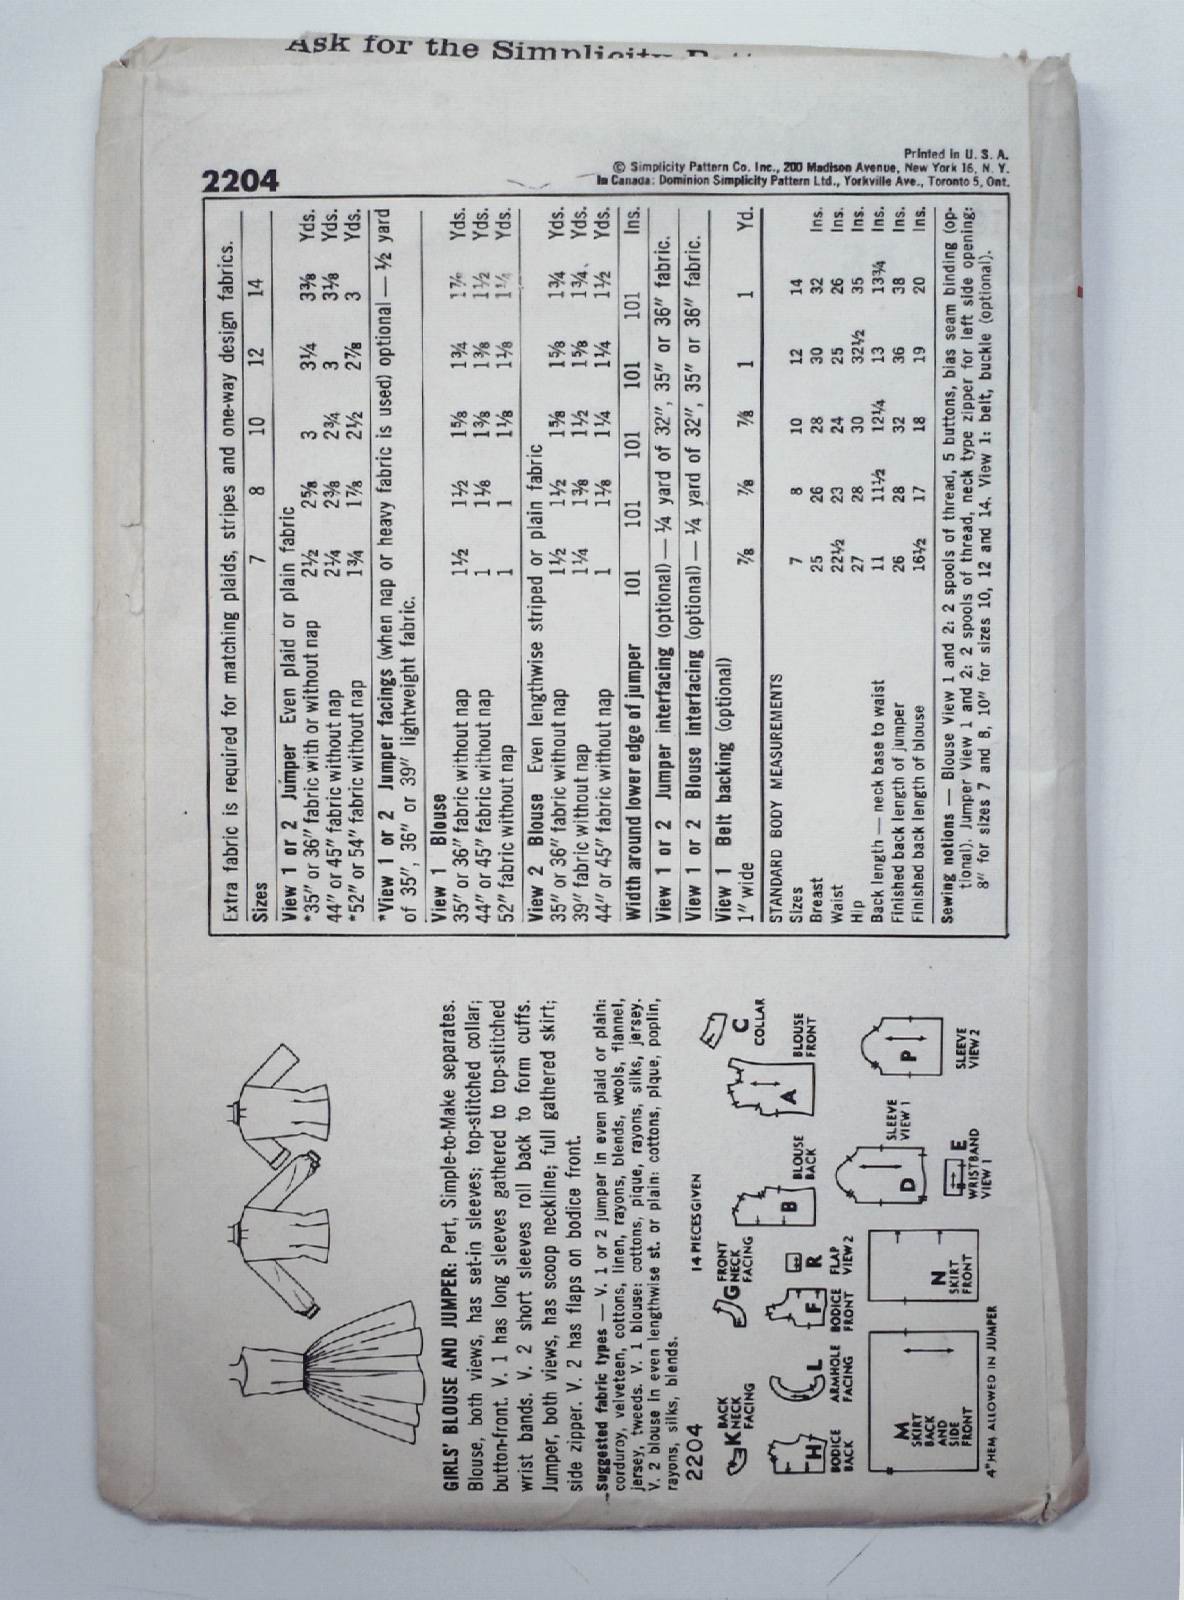 Ask for the Simplicity
2204
Printed in U. S. A.
© Simplicity Pattern Co. Inc., 200 Madison Avenue, New York 16, N. Y.
In Canada: Dominion Simplicity Pattern Ltd., Yorkville Ave., Toronto 5, Ont.
Extra fabric is required for matching plaids, stripes and one-way design fabrics.
Sizes 7 8 10 12 14
View 1 or 2 Jumper Even plaid or plain fabric
*35" or 36" fabric with or without nap 2½ 2⅝ 3 3¼ 3⅜ Yds.
44" or 45" fabric without nap 2¼ 2⅜ 2¾ 3 3⅛ Yds.
*52" or 54" fabric without nap 1¾ 1⅞ 2½ 2⅞ 3 Yds.
*View 1 or 2 Jumper facings (when nap or heavy fabric is used) optional — ½ yard
of 35", 36" or 39" lightweight fabric.
View 1 Blouse
35" or 36" fabric without nap 1½ 1½ 1⅝ 1¾ 1⅞ Yds.
44" or 45" fabric without nap 1 1⅛ 1⅜ 1⅜ 1½ Yds.
52" fabric without nap 1 1 1⅛ 1⅛ 1¼ Yds.
View 2 Blouse Even lengthwise striped or plain fabric
35" or 36" fabric without nap 1½ 1½ 1⅝ 1⅝ 1¾ Yds.
39" fabric without nap 1¼ 1⅜ 1½ 1⅝ 1¾ Yds.
44" or 45" fabric without nap 1 1⅛ 1¼ 1¼ 1½ Yds.
Width around lower edge of jumper 101 101 101 101 101 Ins.
View 1 or 2 Jumper interfacing (optional) — ¼ yard of 32", 35" or 36" fabric.
View 1 or 2 Blouse interfacing (optional) — ¼ yard of 32", 35" or 36" fabric.
View 1 Belt backing (optional)
1" wide ⅞ ⅞ ⅞ 1 1 Yd.
STANDARD BODY MEASUREMENTS
Sizes 7 8 10 12 14
Breast 25 26 28 30 32 Ins.
Waist 22½ 23 24 25 26 Ins.
Hip 27 28 30 32½ 35 Ins.
Back length — neck base to waist 11 11½ 12¼ 13 13¾ Ins.
Finished back length of jumper 26 28 32 36 38 Ins.
Finished back length of blouse 16½ 17 18 19 20 Ins.
Sewing notions — Blouse View 1 and 2: 2 spools of thread, 5 buttons, bias seam binding (op-
tional). Jumper View 1 and 2: 2 spools of thread, neck type zipper for left side opening:
8" for sizes 7 and 8, 10" for sizes 10, 12 and 14. View 1: belt, buckle (optional).
GIRLS' BLOUSE AND JUMPER: Pert, Simple-to-Make separates.
Blouse, both views, has set-in sleeves; top-stitched collar;
button-front. V. 1 has long sleeves gathered to top-stitched
wrist bands. V. 2 short sleeves roll back to form cuffs.
Jumper, both views, has scoop neckline; full gathered skirt;
side zipper. V. 2 has flaps on bodice front.
Suggested fabric types — V. 1 or 2 jumper in even plaid or plain:
corduroy, velveteen, cottons, linen, rayons, blends, wools, flannel,
jersey, tweeds. V. 1 blouse: cottons, pique, rayons, silks, jersey.
V. 2 blouse in even lengthwise st. or plain: cottons, pique, poplin,
rayons, silks, blends.
2204
14 PIECES GIVEN
K BACK
NECK
FACING
G FRONT
NECK
FACING
B
BLOUSE
BACK
A
BLOUSE
FRONT
C
COLLAR
H
BODICE
BACK
L
ARMHOLE
FACING
F
BODICE
FRONT
R
FLAP
VIEW 2
D
SLEEVE
VIEW 1
P
SLEEVE
VIEW 2
M
SKIRT
BACK
AND
SIDE
FRONT
N
SKIRT
FRONT
E
WRISTBAND
VIEW 1
4" HEM ALLOWED IN JUMPER